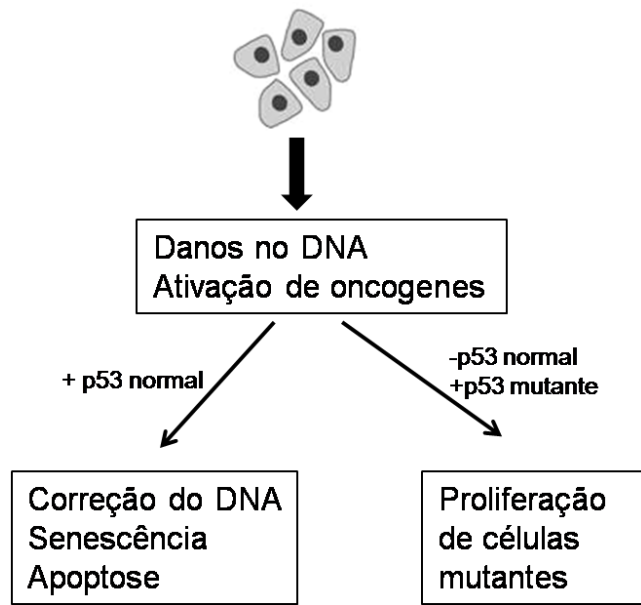 Danos no DNA
Ativação de oncogenes
+ p53 normal
-p53 normal
+p53 mutante
Correção do DNA
Senescência
Apoptose
Proliferação
de células
mutantes